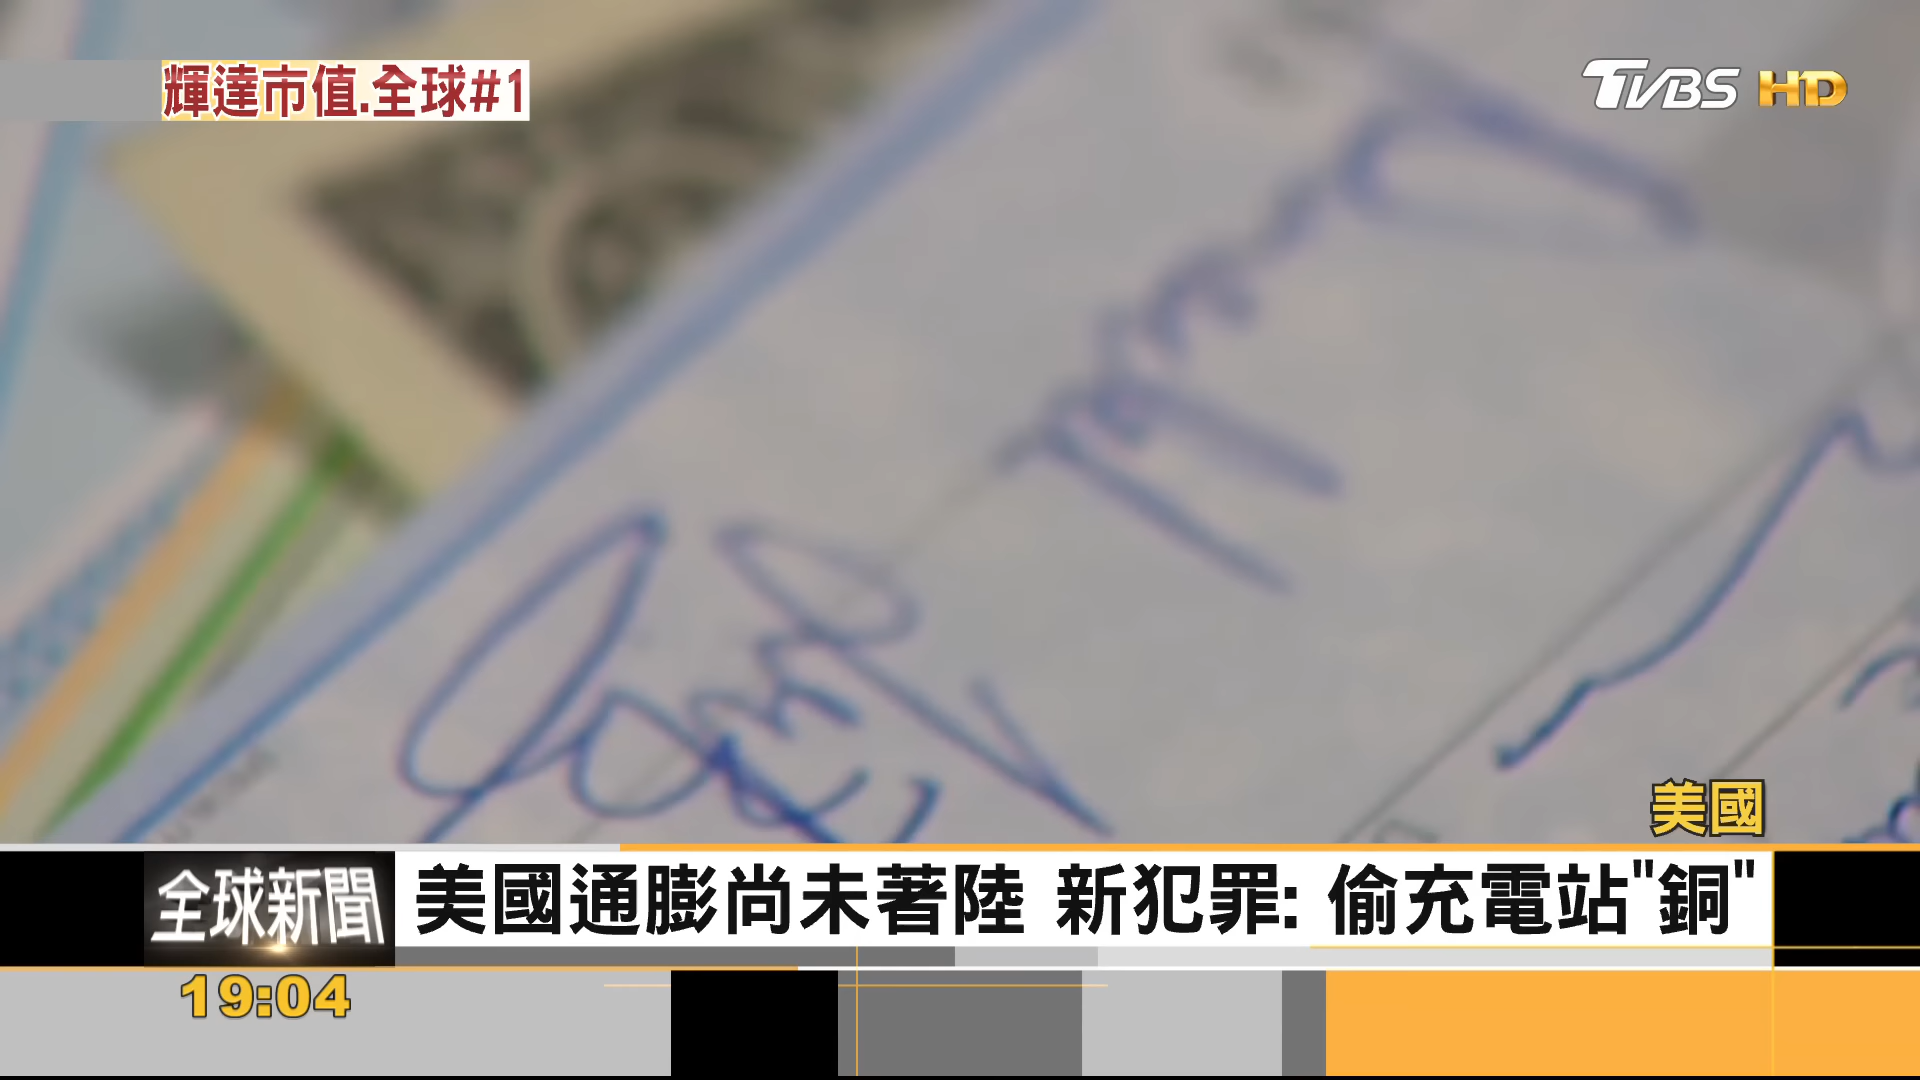 輝達市值.全球#1
TVBS HD
美國
全球新聞
美國通膨尚未著陸 新犯罪: 偷充電站"銅"
19:04